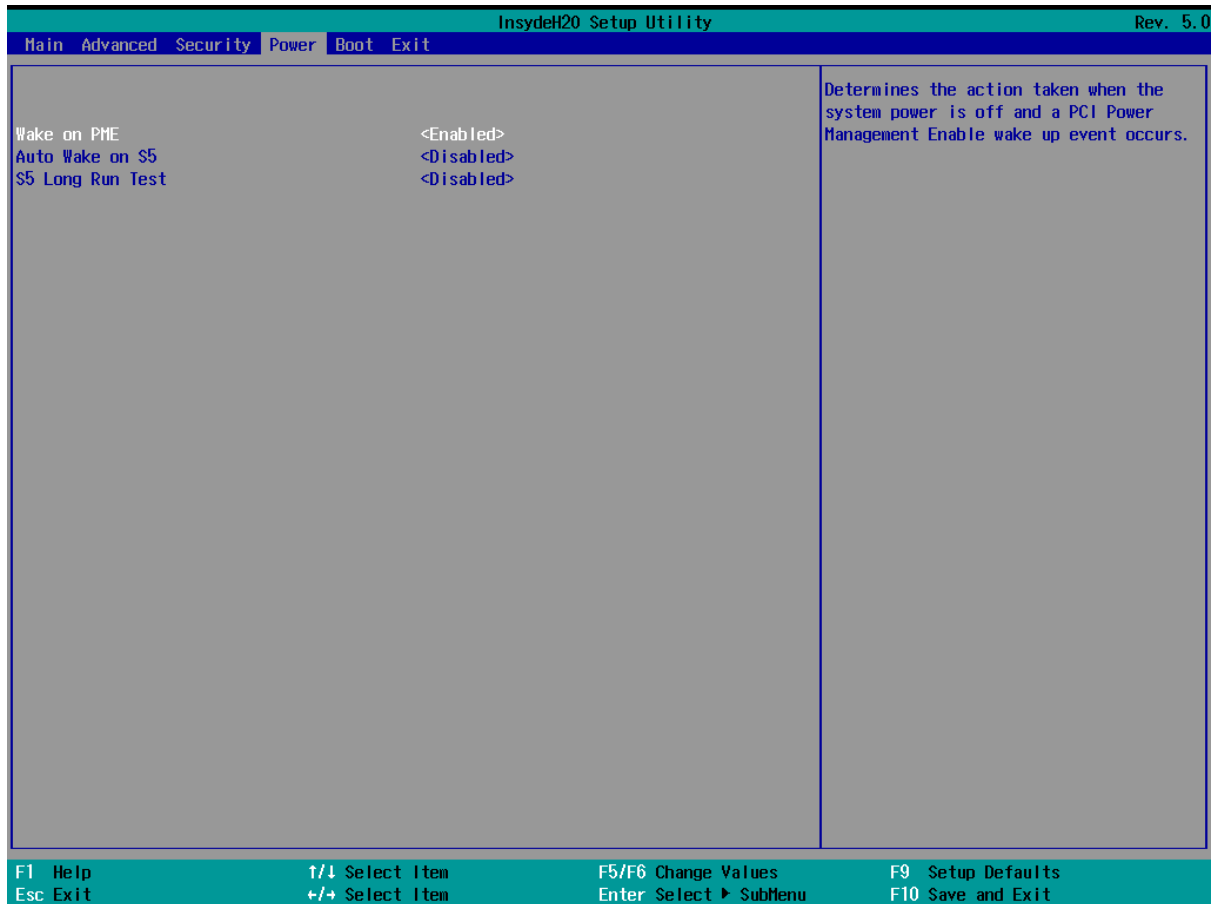 InsydeH20 Setup Utility Rev. 5.0
Main Advanced Security Power Boot Exit
Wake on PME <Enabled>
Auto Wake on S5 <Disabled>
S5 Long Run Test <Disabled>
Determines the action taken when the
system power is off and a PCI Power
Management Enable wake up event occurs.
F1 Help ↑/↓ Select Item F5/F6 Change Values F9 Setup Defaults
Esc Exit ←/→ Select Item Enter Select ▶ SubMenu F10 Save and Exit